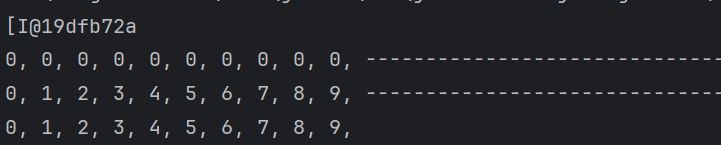 [I@19dfb72a
0, 0, 0, 0, 0, 0, 0, 0, 0, 0, ------------------------------
0, 1, 2, 3, 4, 5, 6, 7, 8, 9, ------------------------------
0, 1, 2, 3, 4, 5, 6, 7, 8, 9,